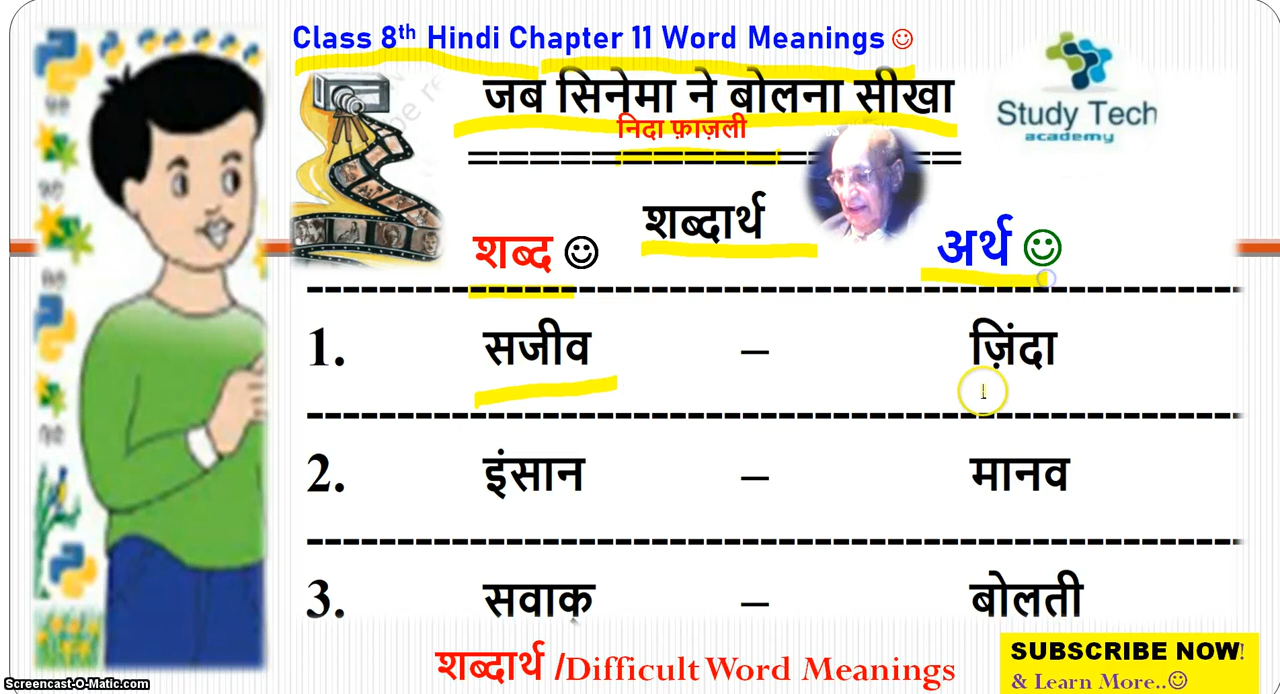 Class 8th Hindi Chapter 11 Word Meanings
जब सिनेमा ने बोलना सीखा
निदा फ़ाज़ली
Study Tech
academy
शब्दार्थ
शब्द अर्थ
1. सजीव – ज़िंदा
2. इंसान – मानव
3. सवाक् – बोलती
शब्दार्थ /Difficult Word Meanings
SUBSCRIBE NOW!
& Learn More..
Screencast-O-Matic.com